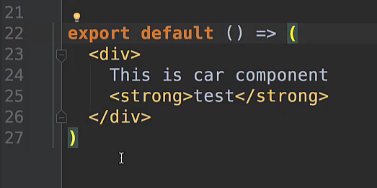 21
22 export default () => (
23 <div>
24 This is car component
25 <strong>test</strong>
26 </div>
27 )